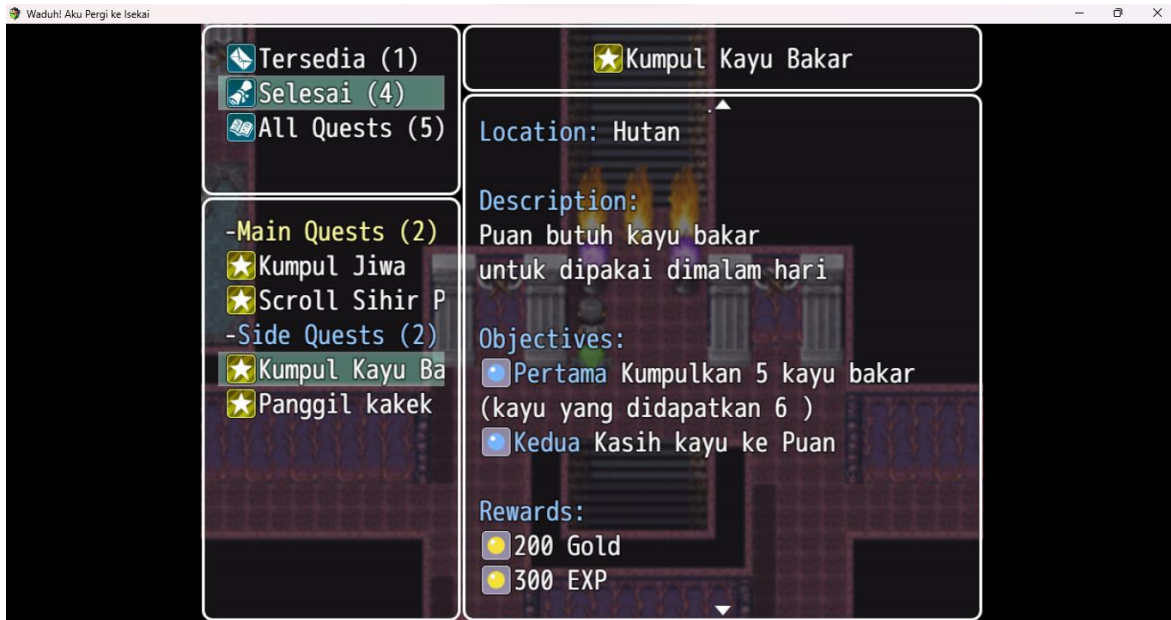 Waduh! Aku Pergi ke Isekai
Tersedia (1)
Selesai (4)
All Quests (5)
-Main Quests (2)
Kumpul Jiwa
Scroll Sihir P
-Side Quests (2)
Kumpul Kayu Ba
Panggil kakek
Kumpul Kayu Bakar
Location: Hutan
Description:
Puan butuh kayu bakar
untuk dipakai dimalam hari
Objectives:
Pertama Kumpulkan 5 kayu bakar
(kayu yang didapatkan 6 )
Kedua Kasih kayu ke Puan
Rewards:
200 Gold
300 EXP